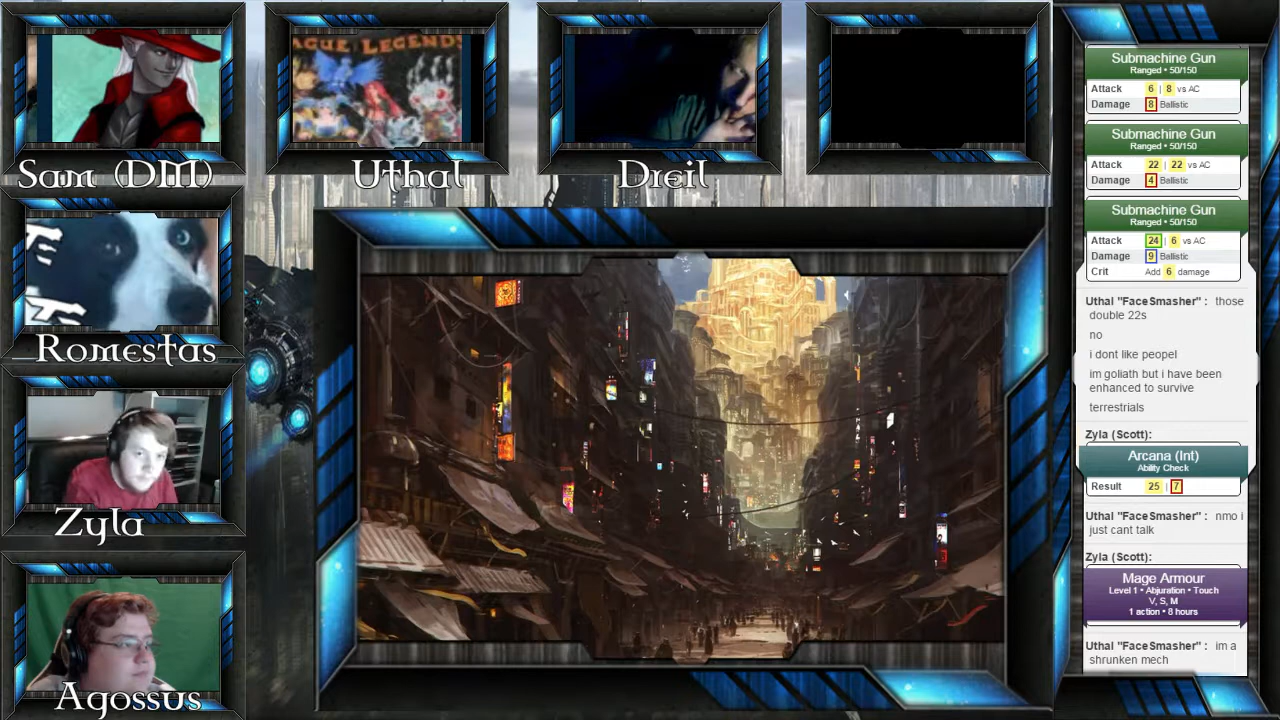 AGUE LEGENDS
Sam (DM)
Uthal
Dreil
Romestas
Zyla
Agossus
Submachine Gun
Ranged • 50/150
Attack 6 | 8 vs AC
Damage 8 Ballistic
Submachine Gun
Ranged • 50/150
Attack 22 | 22 vs AC
Damage 4 Ballistic
Submachine Gun
Ranged • 50/150
Attack 24 | 6 vs AC
Damage 9 Ballistic
Crit Add 6 damage
Uthal "FaceSmasher" : those
double 22s
no
i dont like peopel
im goliath but i have been
enhanced to survive
terrestrials
Zyla (Scott):
Arcana (Int)
Ability Check
Result 25 | 7
Uthal "FaceSmasher" : nmo i
just cant talk
Zyla (Scott):
Mage Armour
Level 1 • Abjuration • Touch
V, S, M
1 action • 8 hours
Uthal "FaceSmasher" : im a
shrunken mech